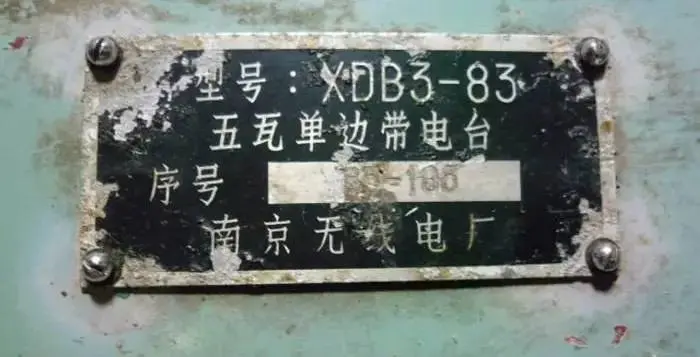 型号：XDB3-83
五瓦单边带电台
序号
南京无线电厂